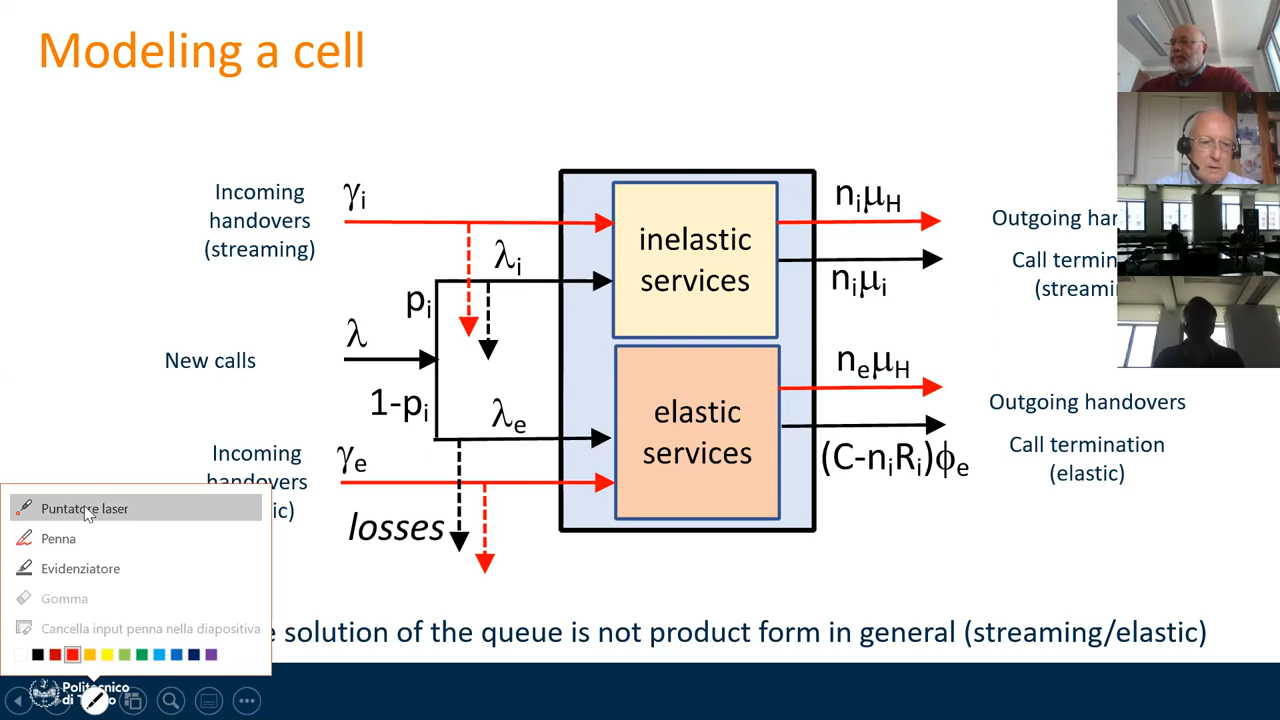 Modeling a cell
Incoming
handovers
(streaming)
γi
λi
pi
New calls
λ
1-pi
λe
Incoming
handovers
ic)
γe
losses
inelastic
services
elastic
services
niμH
niμi
neμH
(C-niRi)ϕe
Outgoing han
Call termin
(streami
Outgoing handovers
Call termination
(elastic)
Puntatore laser
Penna
Evidenziatore
Gomma
Cancella input penna nella diapositiva
e solution of the queue is not product form in general (streaming/elastic)
Politecnico
di